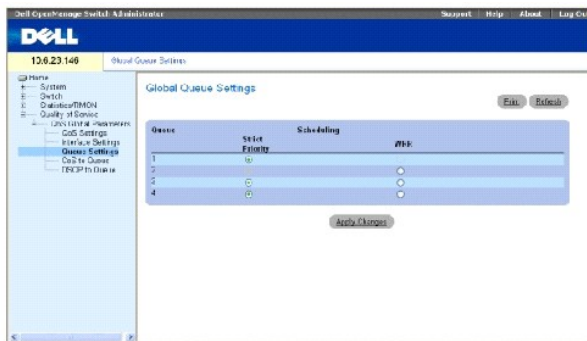 Dell OpenManage Switch Administrator
Support Help About Log Out
DELL
10.6.23.146
Global Queue Settings
Home
System
Switch
Statistics/RMON
Quality of Service
CoS Global Parameters
CoS Settings
Interface Settings
Queue Settings
CoS to Queue
DSCP to Queue
Global Queue Settings
Print Refresh
Queue Scheduling
Strict Priority WRR
1
2
3
4
Apply Changes